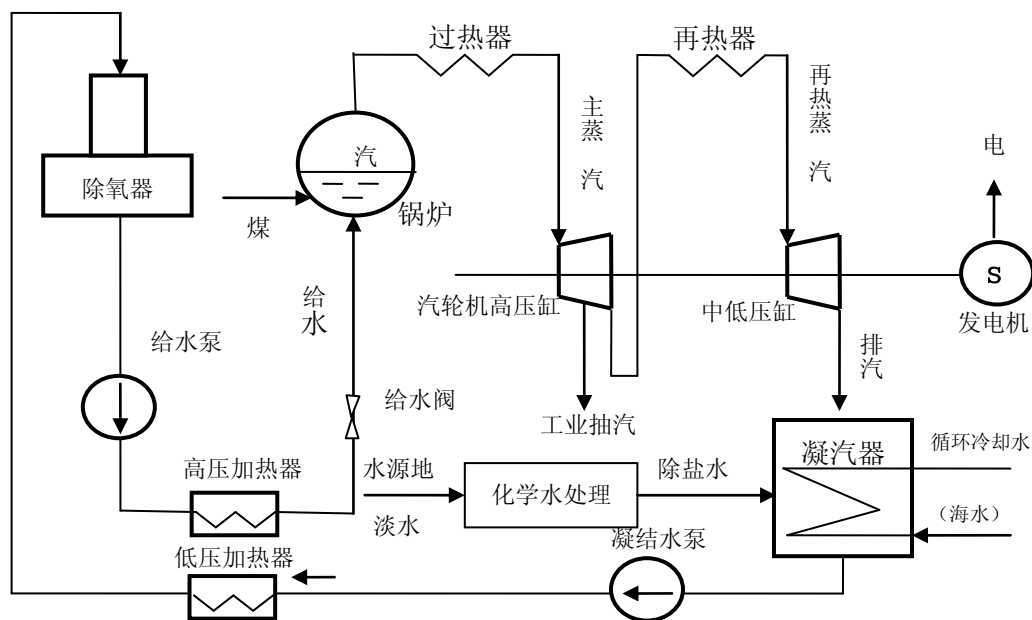 过热器
再热器
主蒸 汽
再热蒸 汽
电
汽
除氧器
煤
锅炉
S
给水
汽轮机高压缸
中低压缸
发电机
给水泵
排汽
给水阀
工业抽汽
凝汽器
循环冷却水
高压加热器
水源地
化学水处理
除盐水
淡水
（海水）
凝结水泵
低压加热器